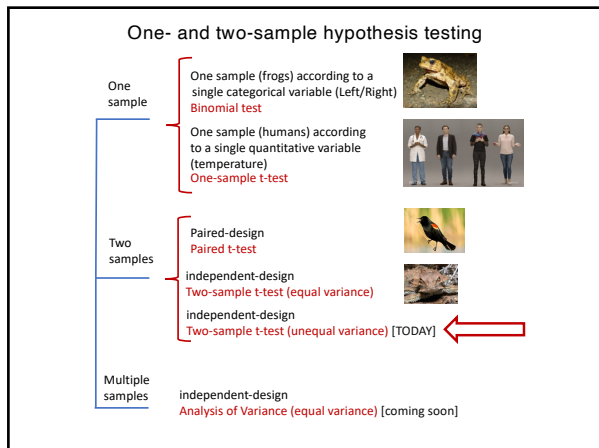 One- and two-sample hypothesis testing
One
sample
One sample (frogs) according to a
single categorical variable (Left/Right)
Binomial test
One sample (humans) according
to a single quantitative variable
(temperature)
One-sample t-test
Two
samples
Paired-design
Paired t-test
independent-design
Two-sample t-test (equal variance)
independent-design
Two-sample t-test (unequal variance) [TODAY]
Multiple
samples
independent-design
Analysis of Variance (equal variance) [coming soon]